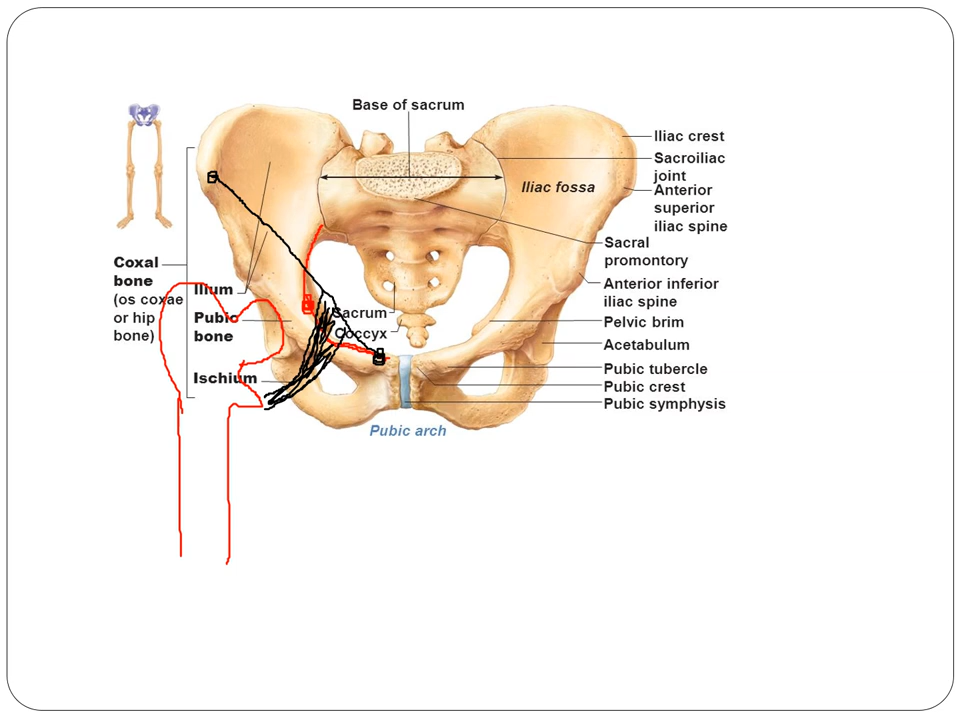 Base of sacrum
Iliac crest
Sacroiliac
joint
Iliac fossa
Anterior
superior
iliac spine
Sacral
promontory
Coxal
bone
(os coxae
or hip
bone)
Ilium
Anterior inferior
iliac spine
Pubic
bone
Sacrum
Pelvic brim
Coccyx
Acetabulum
Ischium
Pubic tubercle
Pubic crest
Pubic symphysis
Pubic arch